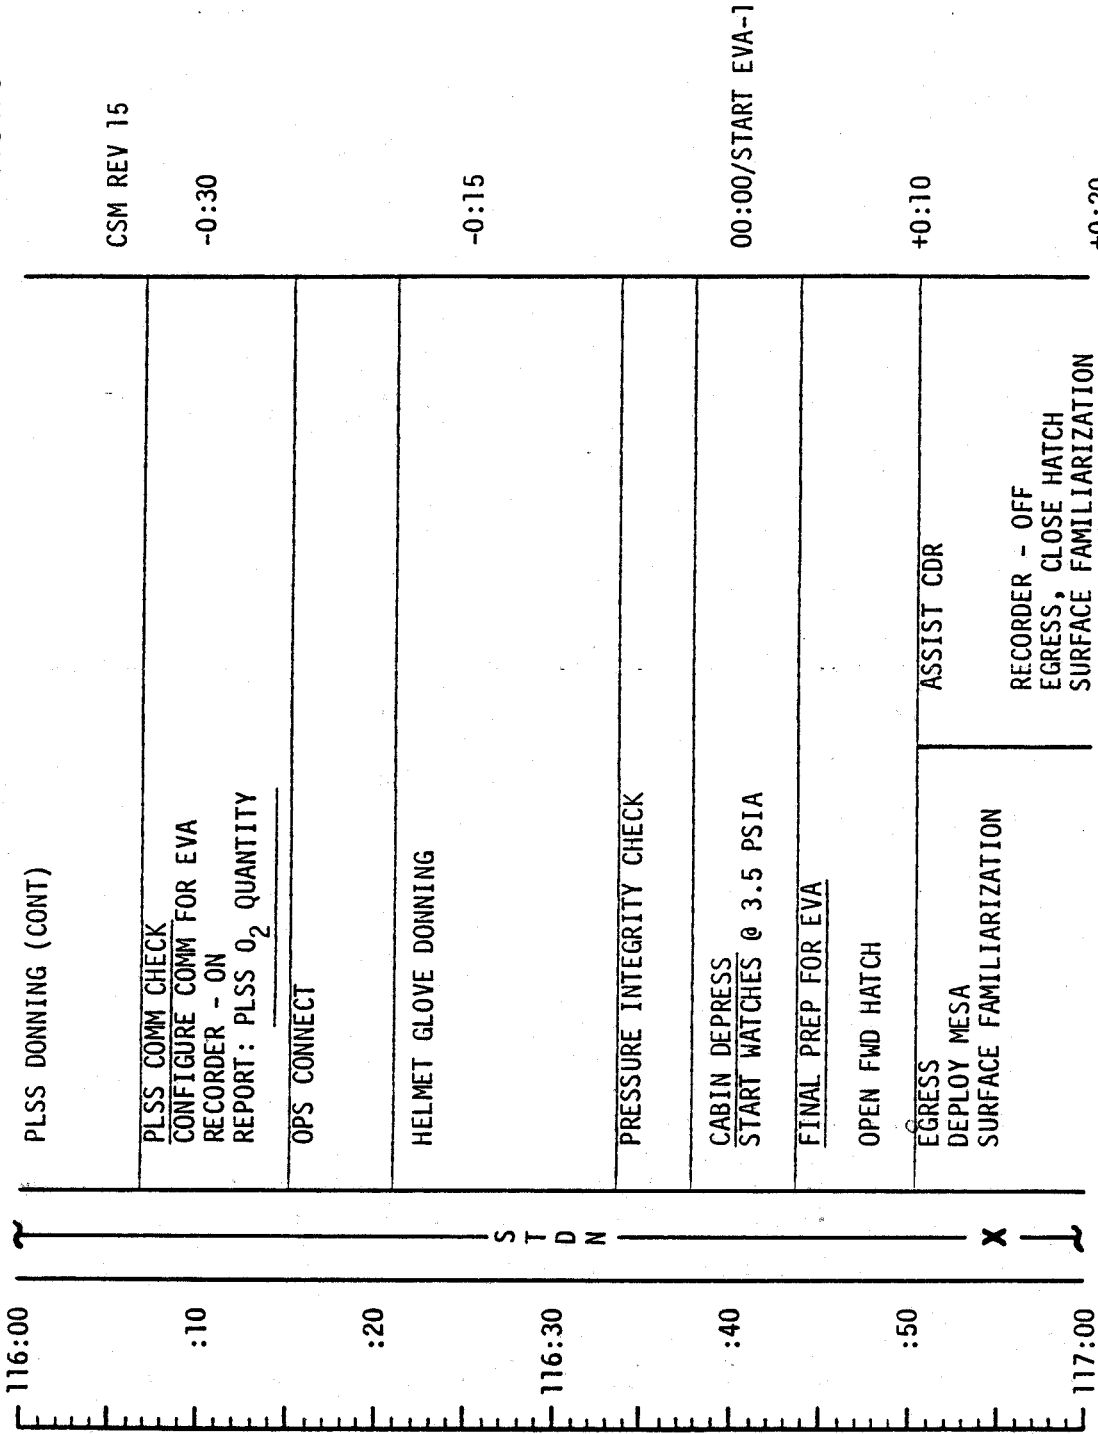 116:00
:10
:20
116:30
:40
:50
117:00
S
T
D
N
X
PLSS DONNING (CONT)
PLSS COMM CHECK
CONFIGURE COMM FOR EVA
RECORDER - ON
REPORT: PLSS O2 QUANTITY
OPS CONNECT
HELMET GLOVE DONNING
PRESSURE INTEGRITY CHECK
CABIN DEPRESS
START WATCHES @ 3.5 PSIA
FINAL PREP FOR EVA
OPEN FWD HATCH
EGRESS
DEPLOY MESA
SURFACE FAMILIARIZATION
ASSIST CDR
RECORDER - OFF
EGRESS, CLOSE HATCH
SURFACE FAMILIARIZATION
CSM REV 15
-0:30
-0:15
00:00/START EVA-1
+0:10
+0:20